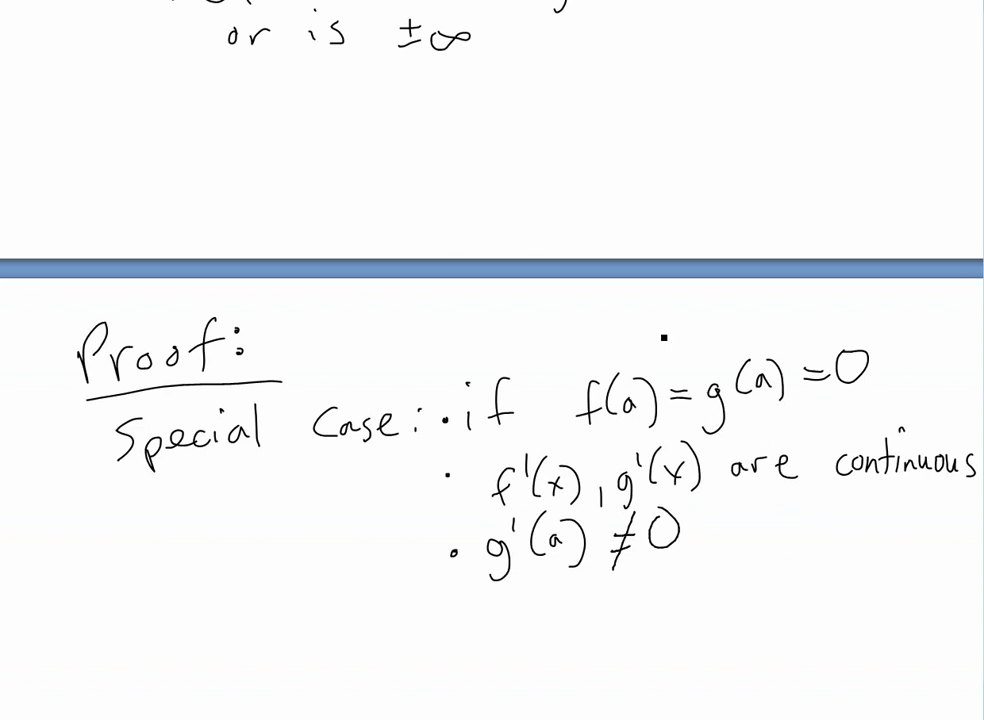 or is ±∞
Proof:
Special Case: · if f(a) = g(a) = 0
· f'(x), g'(x) are continuous
· g'(a) ≠ 0